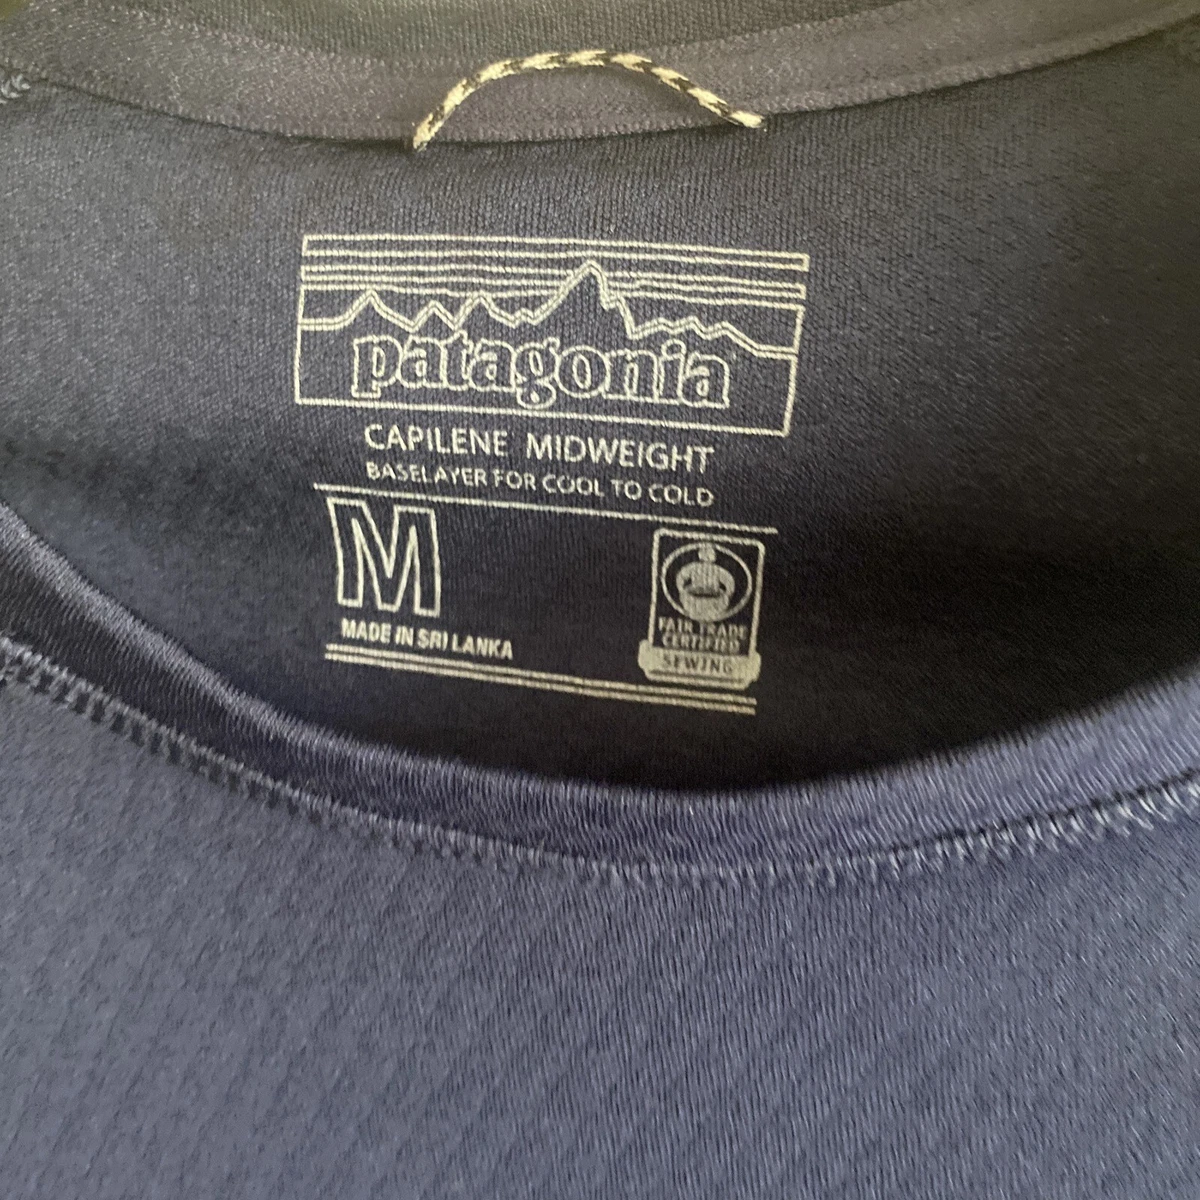 patagonia
CAPILENE MIDWEIGHT
BASELAYER FOR COOL TO COLD
M
MADE IN SRI LANKA
FAIR TRADE
CERTIFIED
SEWING